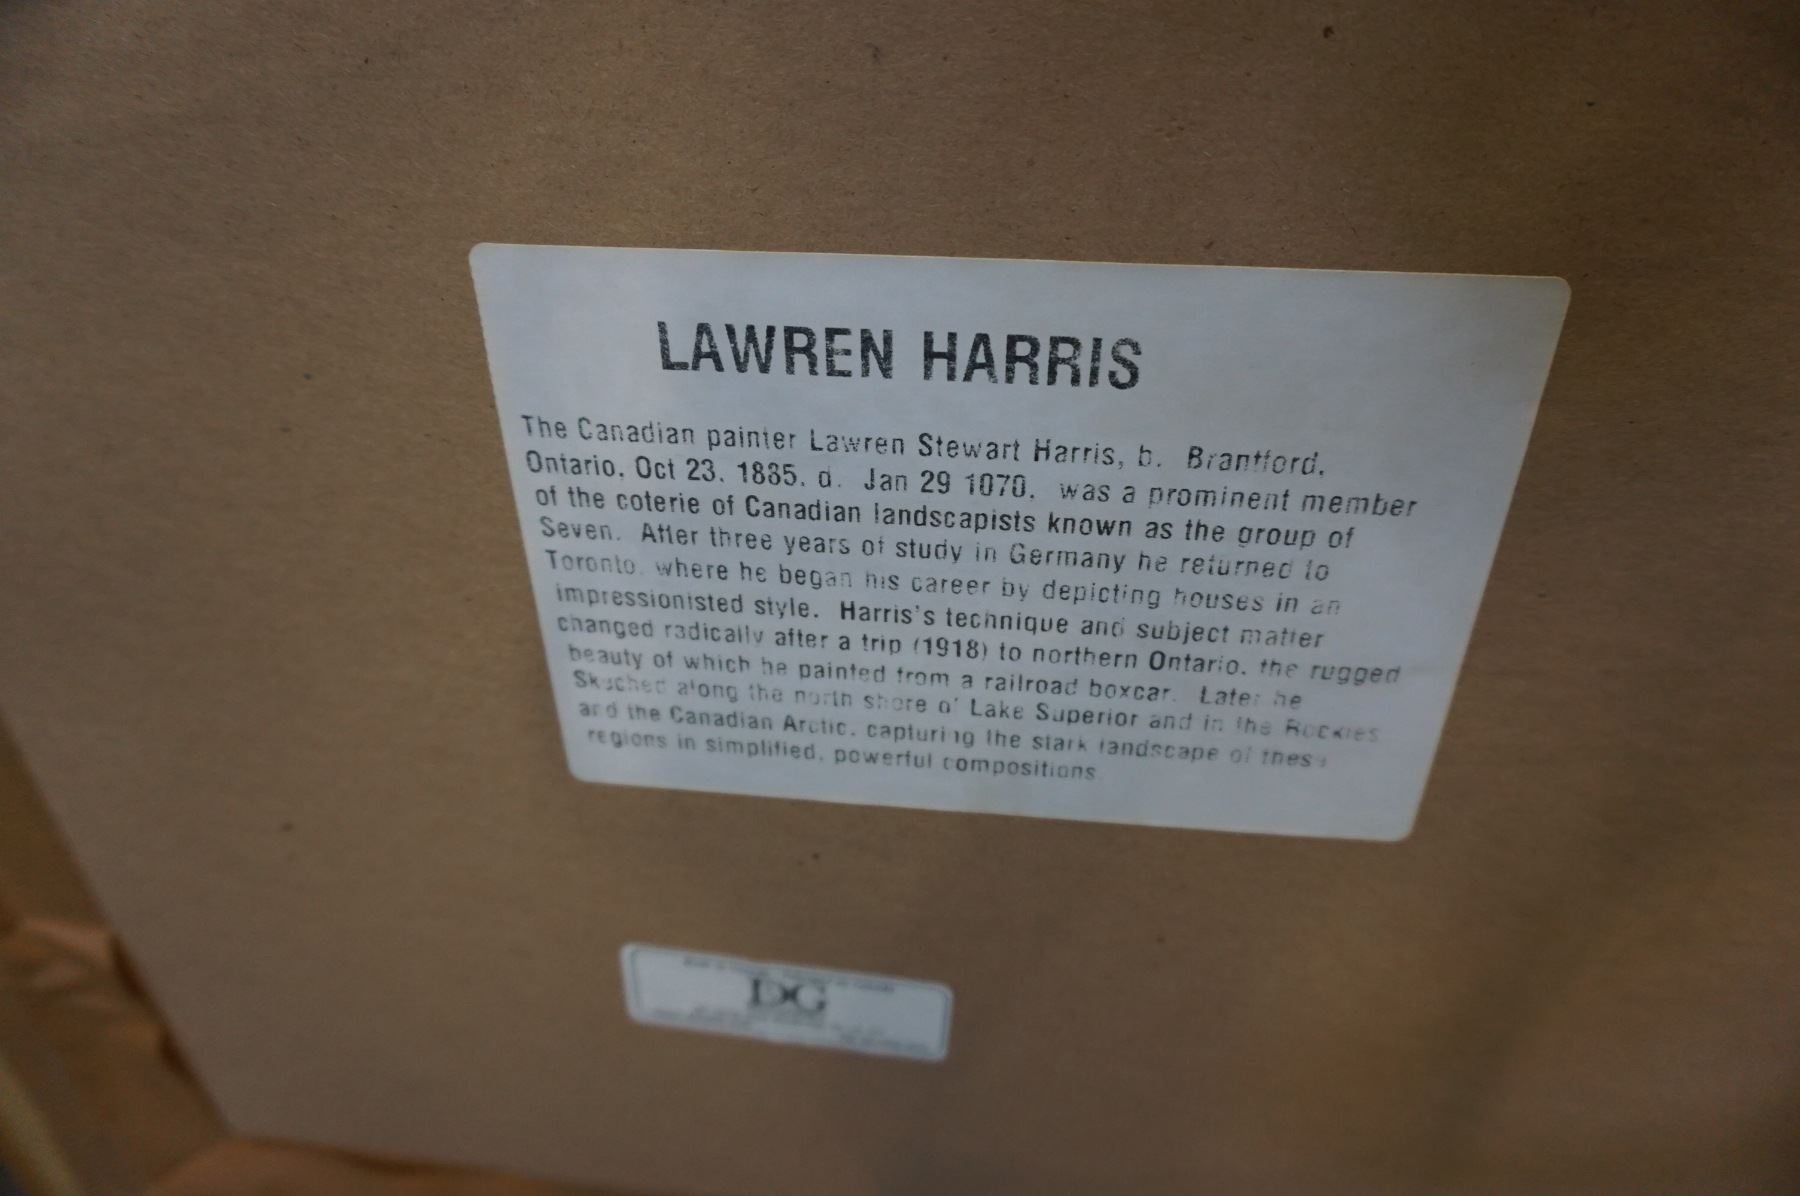 LAWREN HARRIS
The Canadian painter Lawren Stewart Harris, b. Brantford,
Ontario, Oct 23, 1885, d. Jan 29 1070, was a prominent member
of the coterie of Canadian landscapists known as the group of
Seven. After three years of study in Germany he returned to
Toronto, where he began his career by depicting houses in an
impressionisted style. Harris's technique and subject matter
changed radically after a trip (1918) to northern Ontario, the rugged
beauty of which he painted from a railroad boxcar. Later he
Skeched along the north shore of Lake Superior and in the Rockies
and the Canadian Arctic, capturing the stark landscape of these
regions in simplified, powerful compositions
DG